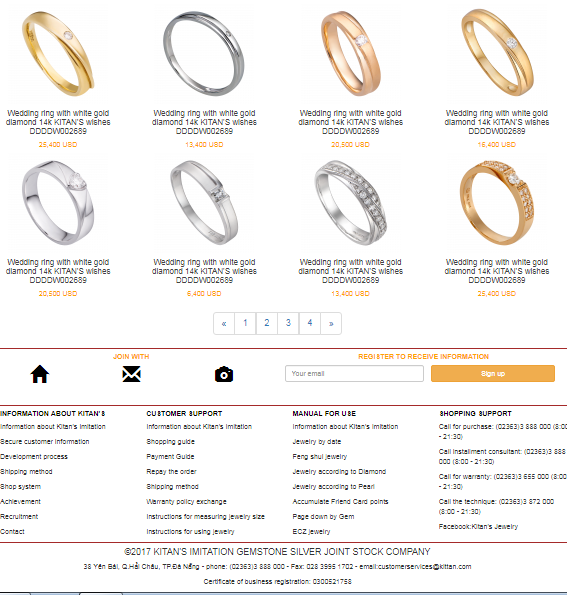 Wedding ring with white gold
diamond 14k KITAN'S wishes
DDDDW002689
25,400 USD
Wedding ring with white gold
diamond 14k KITAN'S wishes
DDDDW002689
13,400 USD
Wedding ring with white gold
diamond 14k KITAN'S wishes
DDDDW002689
20,500 USD
Wedding ring with white gold
diamond 14k KITAN'S wishes
DDDDW002689
16,400 USD
Wedding ring with white gold
diamond 14k KITAN'S wishes
DDDDW002689
20,500 USD
Wedding ring with white gold
diamond 14k KITAN'S wishes
DDDDW002689
6,400 USD
Wedding ring with white gold
diamond 14k KITAN'S wishes
DDDDW002689
13,400 USD
Wedding ring with white gold
diamond 14k KITAN'S wishes
DDDDW002689
25,400 USD
« 1 2 3 4 »
JOIN WITH
REGISTER TO RECEIVE INFORMATION
Your email
Sign up
INFORMATION ABOUT KITAN'S
Information about Kitan's Imitation
Secure customer information
Development process
Shipping method
Shop system
Achievement
Recruitment
Contact
CUSTOMER SUPPORT
Information about Kitan's Imitation
Shopping guide
Payment Guide
Repay the order
Shipping method
Warranty policy exchange
Instructions for measuring jewelry size
Instructions for using jewelry
MANUAL FOR USE
Information about Kitan's Imitation
Jewelry by date
Feng shui jewelry
Jewelry according to Diamond
Jewelry according to Pearl
Accumulate Friend Card points
Page down by Gem
ECZ jewelry
SHOPPING SUPPORT
Call for purchase: (02363)3 888 000 (8:00
- 21:30)
Call installment consultant: (02363)3 888
000 (8:00 - 21:30)
Call for warranty: (02363)3 655 000 (8:00
- 21:30)
Call the technique: (02363)3 872 000
(8:00 - 21:30)
Facebook:Kitan's Jewelry
©2017 KITAN'S IMITATION GEMSTONE SILVER JOINT STOCK COMPANY
38 Yên Bái, Q.Hải Châu, TP.Đà Nẵng - phone: (02363)3 888 000 - Fax: 028 3995 1702 - email:customerservices@kittan.com
Certificate of business registration: 0300521758